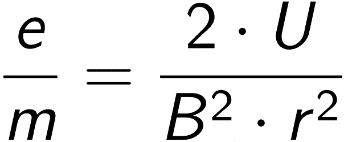 e/m = 2 · U / B² · r²